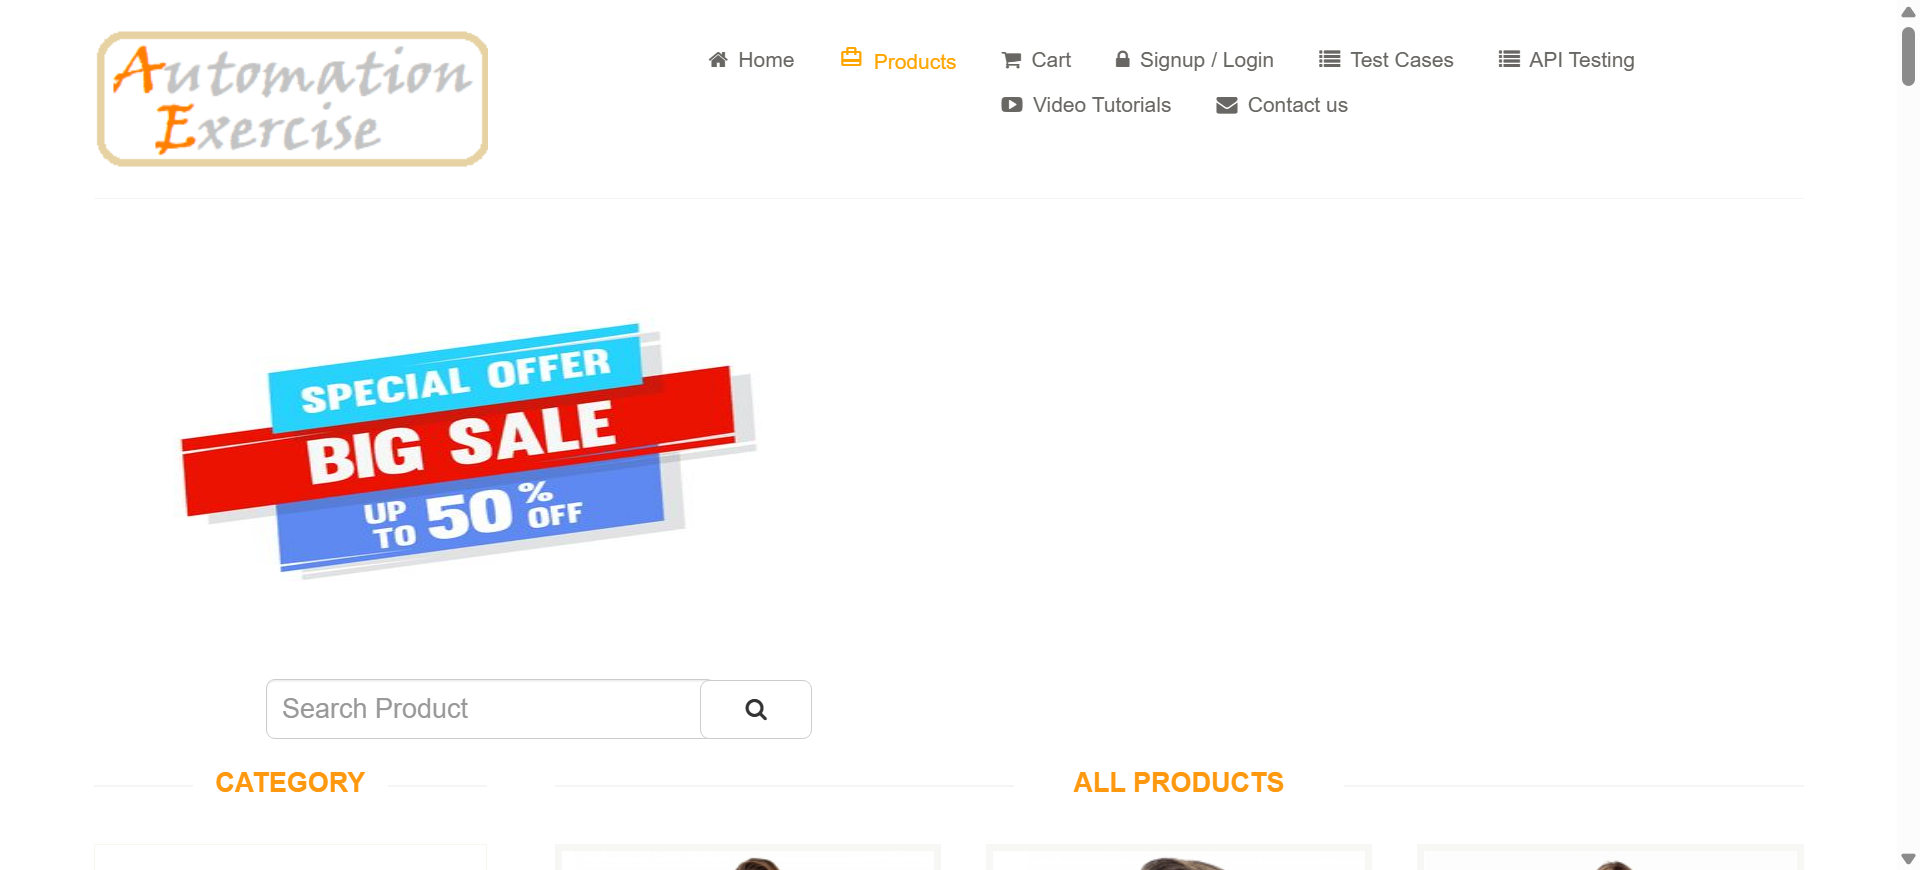 Automation
Exercise
Home
Products
Cart
Signup / Login
Test Cases
API Testing
Video Tutorials
Contact us
SPECIAL OFFER
BIG SALE
UP TO 50% OFF
Search Product
CATEGORY
ALL PRODUCTS